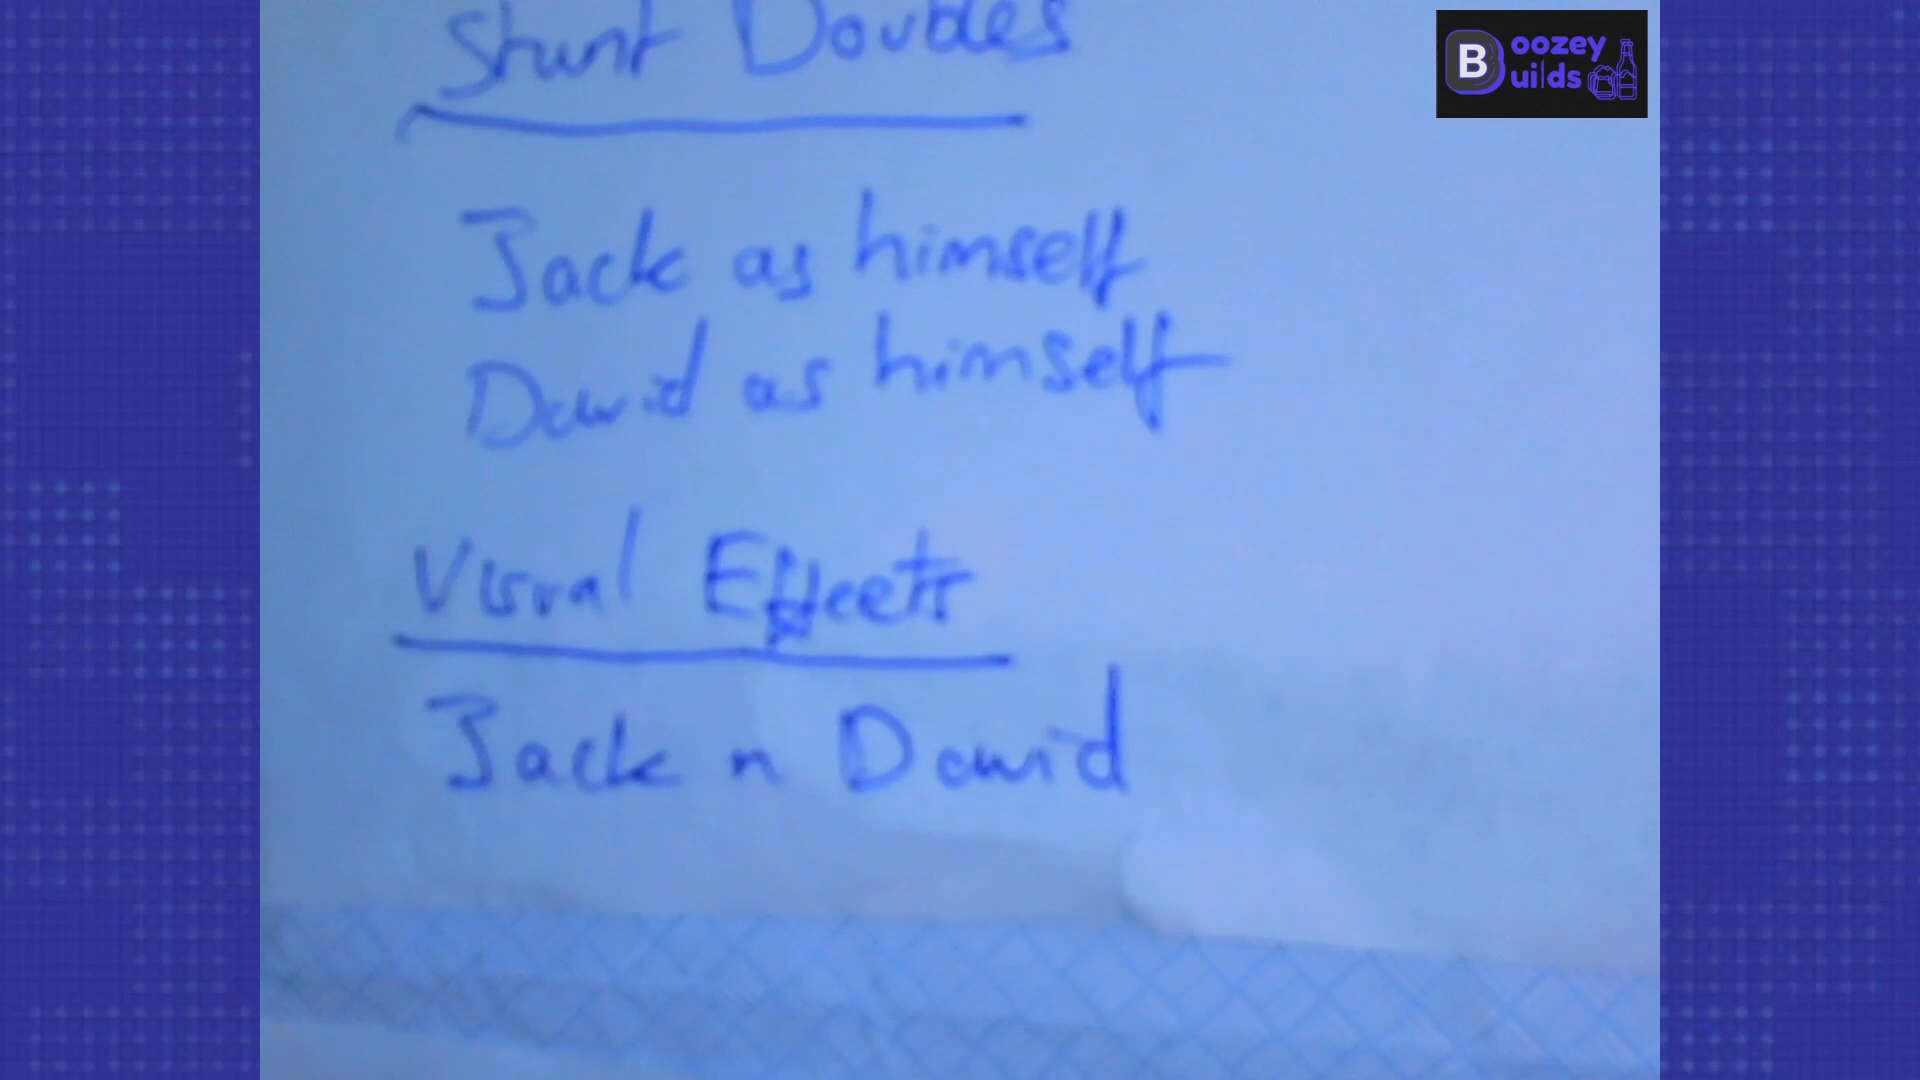 Stunt Doubles
Boozey
Builds
Jack as himself
David as himself
Visual Effects
Jack n David